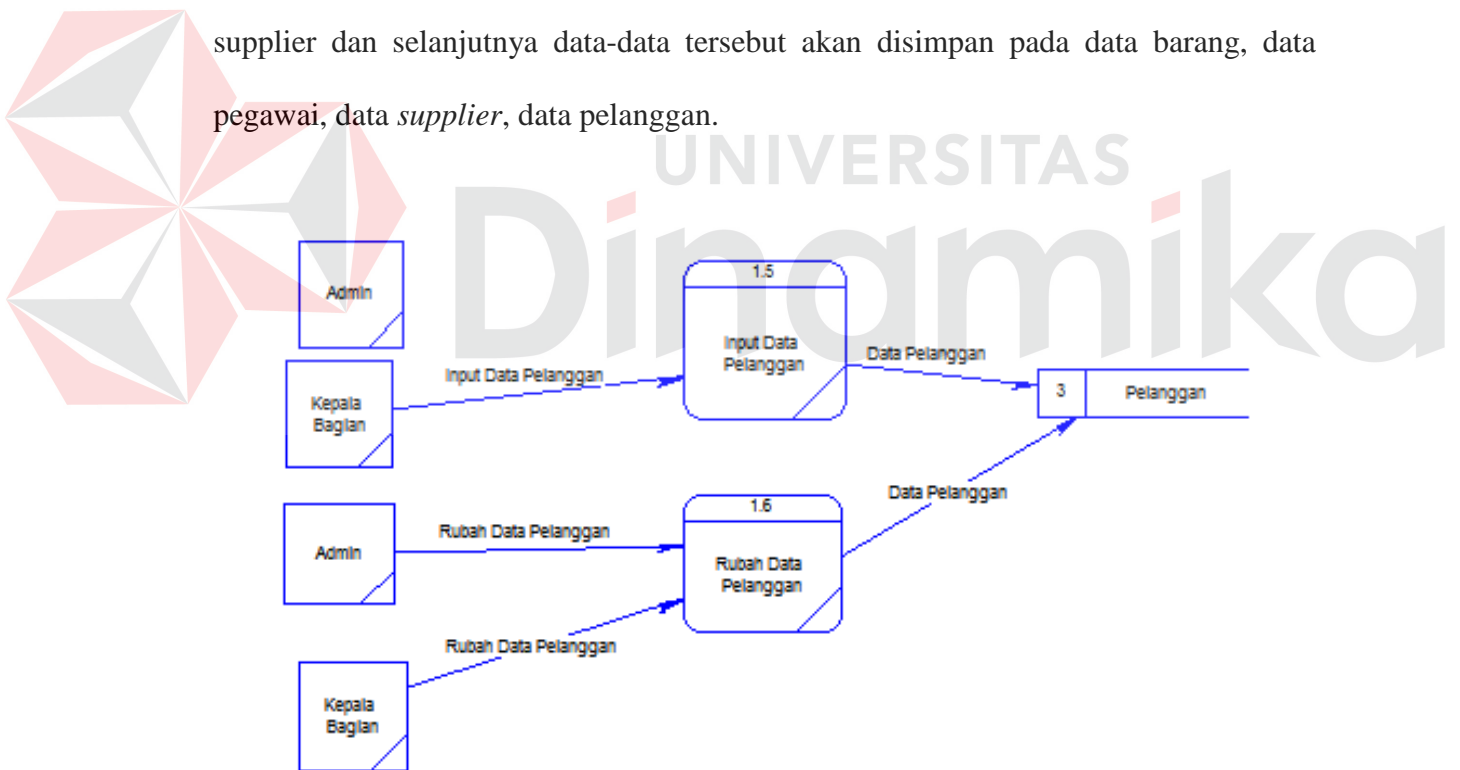 supplier dan selanjutnya data-data tersebut akan disimpan pada data barang, data
pegawai, data supplier, data pelanggan.
UNIVERSITAS
Dinamika
Admin
1.5
Input Data
Pelanggan
Data Pelanggan
Input Data Pelanggan
Kepala
Bagian
3
Pelanggan
Data Pelanggan
1.6
Rubah Data Pelanggan
Admin
Rubah Data
Pelanggan
Rubah Data Pelanggan
Kepala
Bagian